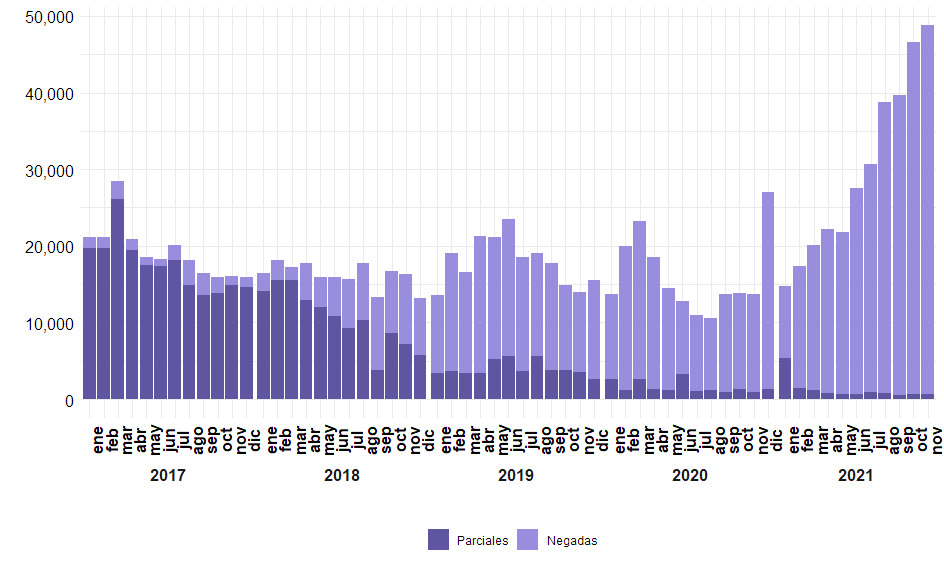 50,000
40,000
30,000
20,000
10,000
0
ene feb mar abr may jun jul ago sep oct nov dic ene feb mar abr may jun jul ago sep oct nov dic ene feb mar abr may jun jul ago sep oct nov dic ene feb mar abr may jun jul ago sep oct nov dic ene feb mar abr may jun jul ago sep oct nov
2017 2018 2019 2020 2021
Parciales Negadas